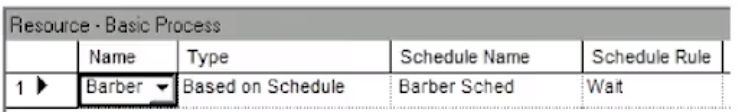 Resource - Basic Process
Name Type Schedule Name Schedule Rule
1 Barber Based on Schedule Barber Sched Wait